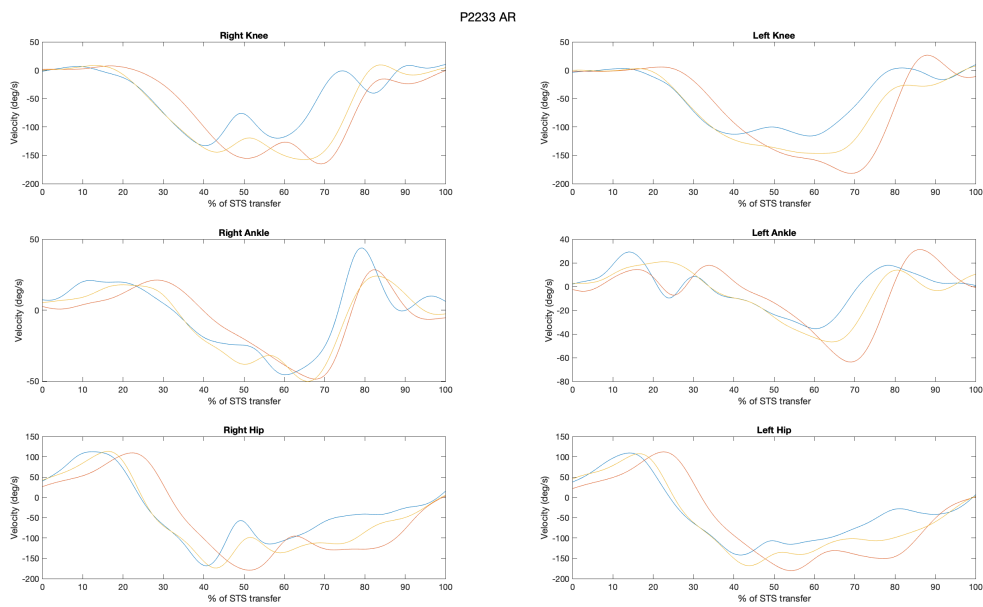 P2233 AR
Right Knee
50
0
-50
-100
-150
-200
Velocity (deg/s)
0 10 20 30 40 50 60 70 80 90 100
% of STS transfer
Left Knee
50
0
-50
-100
-150
-200
Velocity (deg/s)
0 10 20 30 40 50 60 70 80 90 100
% of STS transfer
Right Ankle
50
0
-50
Velocity (deg/s)
0 10 20 30 40 50 60 70 80 90 100
% of STS transfer
Left Ankle
40
20
0
-20
-40
-60
-80
Velocity (deg/s)
0 10 20 30 40 50 60 70 80 90 100
% of STS transfer
Right Hip
150
100
50
0
-50
-100
-150
-200
Velocity (deg/s)
0 10 20 30 40 50 60 70 80 90 100
% of STS transfer
Left Hip
150
100
50
0
-50
-100
-150
-200
Velocity (deg/s)
0 10 20 30 40 50 60 70 80 90 100
% of STS transfer